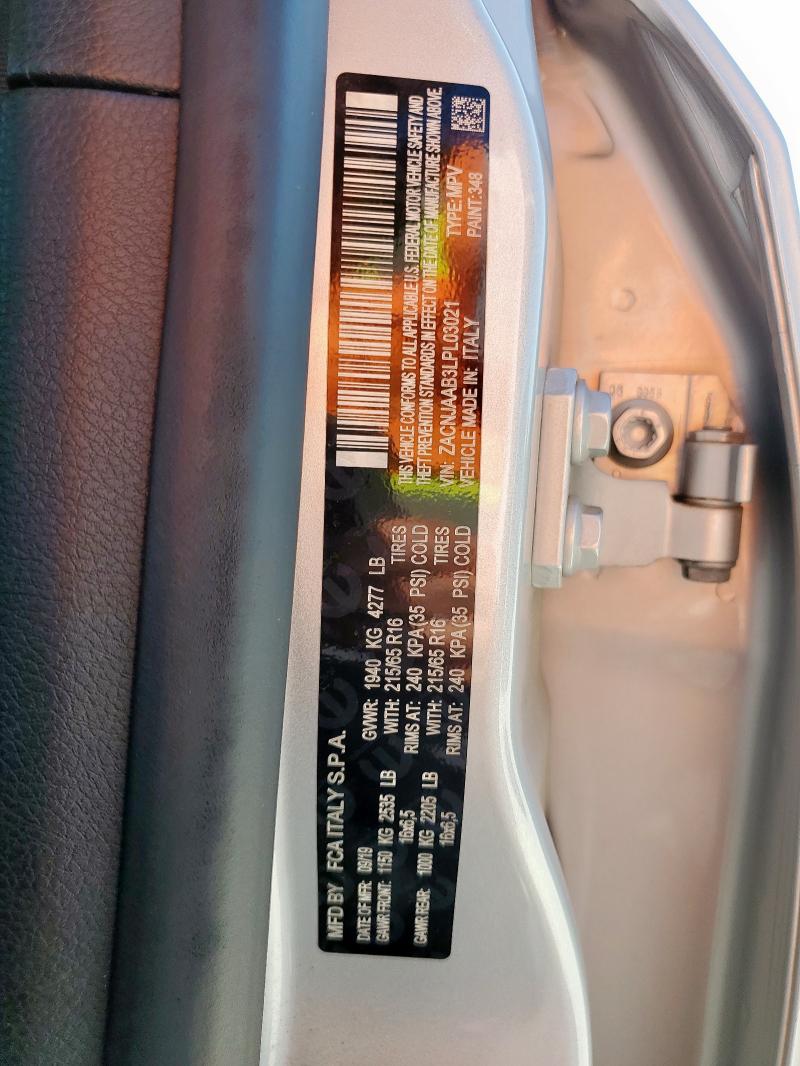 MFD BY FCA ITALY S.P.A.
DATE OF MFR: 09/19 GVWR: 1940 KG 4277 LB
GAWR FRONT: 1150 KG 2535 LB WITH: 215/65 R16 TIRES
16x6,5 RIMS AT: 240 KPA(35 PSI) COLD
GAWR REAR: 1000 KG 2205 LB WITH: 215/65 R16 TIRES
16x6,5 RIMS AT: 240 KPA(35 PSI) COLD
THIS VEHICLE CONFORMS TO ALL APPLICABLE U.S. FEDERAL MOTOR VEHICLE SAFETY AND
THEFT PREVENTION STANDARDS IN EFFECT ON THE DATE OF MANUFACTURE SHOWN ABOVE.
VIN: ZACNJAAB3LPL03021 TYPE: MPV
VEHICLE MADE IN: ITALY PAINT: 348